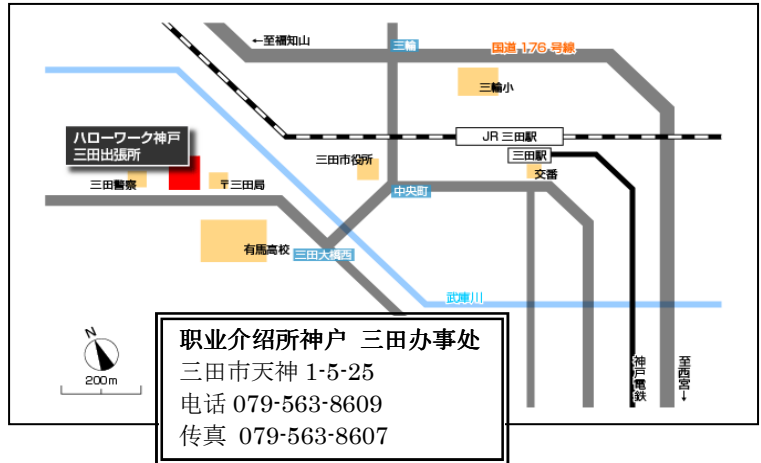 ←至福知山
三輪
国道 176 号線
三輪小
ハローワーク神戸
三田出張所
JR 三田駅
三田市役所
三田駅
三田警察
〒三田局
交番
中央町
有馬高校
三田大橋西
武庫川
N
200m
神戸電鉄
至西宮→
职业介绍所神户 三田办事处
三田市天神 1-5-25
电话 079-563-8609
传真 079-563-8607